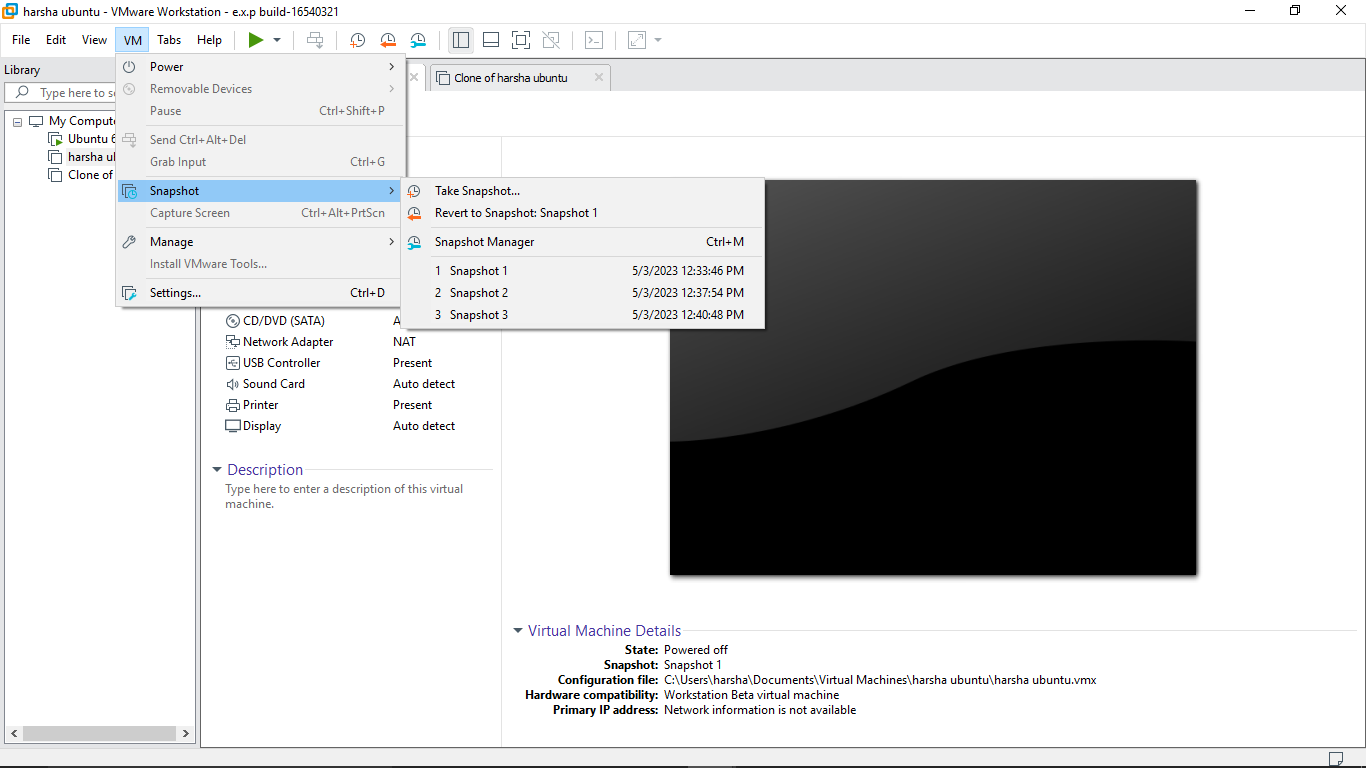 harsha ubuntu - VMware Workstation - e.x.p build-16540321
File Edit View VM Tabs Help
Library
Type here to s
My Compute
Ubuntu 6
harsha ub
Clone of
Power
Removable Devices
Pause Ctrl+Shift+P
Send Ctrl+Alt+Del
Grab Input Ctrl+G
Snapshot
Capture Screen Ctrl+Alt+PrtScn
Manage
Install VMware Tools...
Settings... Ctrl+D
Clone of harsha ubuntu
Take Snapshot...
Revert to Snapshot: Snapshot 1
Snapshot Manager Ctrl+M
1 Snapshot 1 5/3/2023 12:33:46 PM
2 Snapshot 2 5/3/2023 12:37:54 PM
3 Snapshot 3 5/3/2023 12:40:48 PM
CD/DVD (SATA) A
Network Adapter NAT
USB Controller Present
Sound Card Auto detect
Printer Present
Display Auto detect
Description
Type here to enter a description of this virtual
machine.
Virtual Machine Details
State: Powered off
Snapshot: Snapshot 1
Configuration file: C:\Users\harsha\Documents\Virtual Machines\harsha ubuntu\harsha ubuntu.vmx
Hardware compatibility: Workstation Beta virtual machine
Primary IP address: Network information is not available